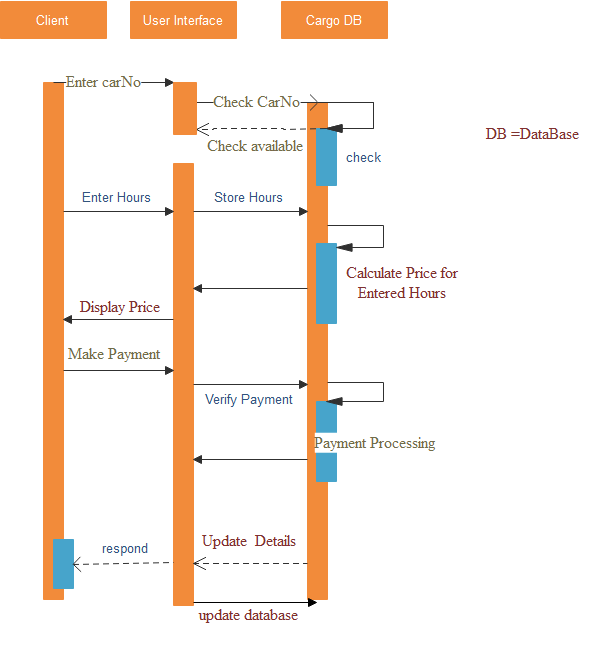 Client
User Interface
Cargo DB
Enter carNo
Check CarNo
DB =DataBase
Check available
check
Enter Hours
Store Hours
Calculate Price for
Entered Hours
Display Price
Make Payment
Verify Payment
Payment Processing
Update  Details
respond
update database